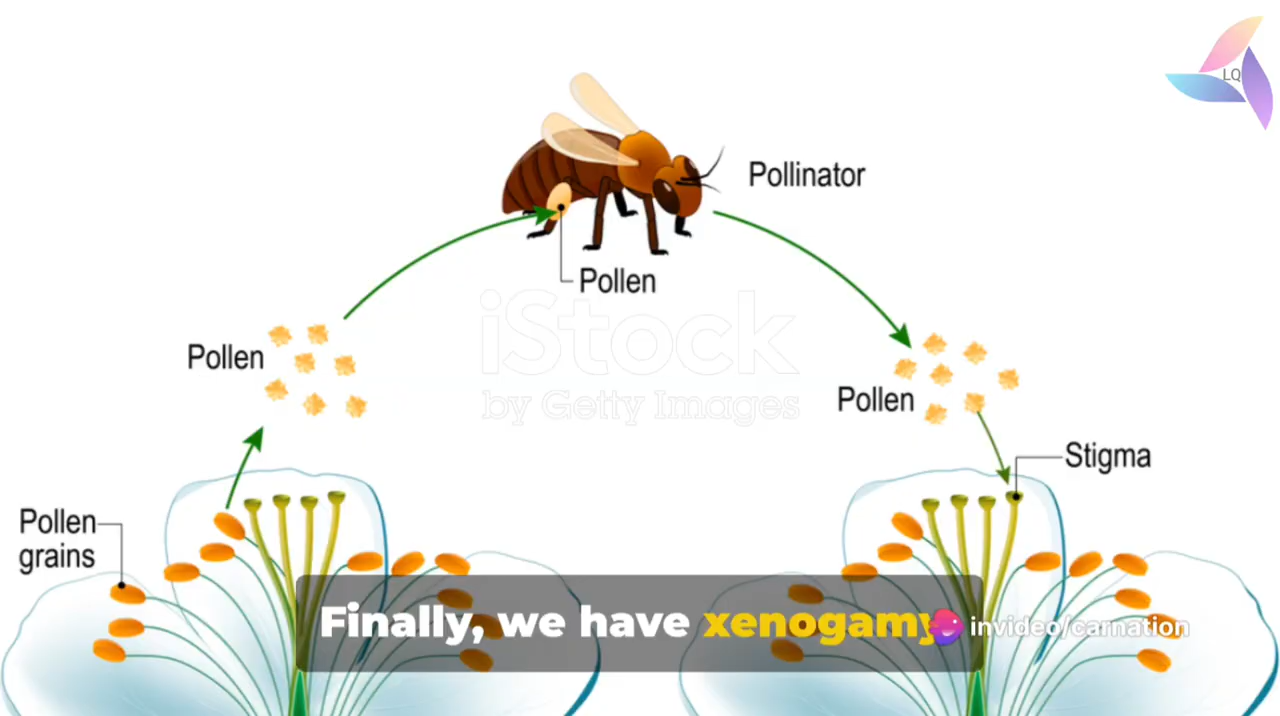 LQ
Pollinator
Pollen
iStock
by Getty Images
Pollen
Pollen
Stigma
Pollen
grains
Finally, we have xenogamy
invideo/carnation